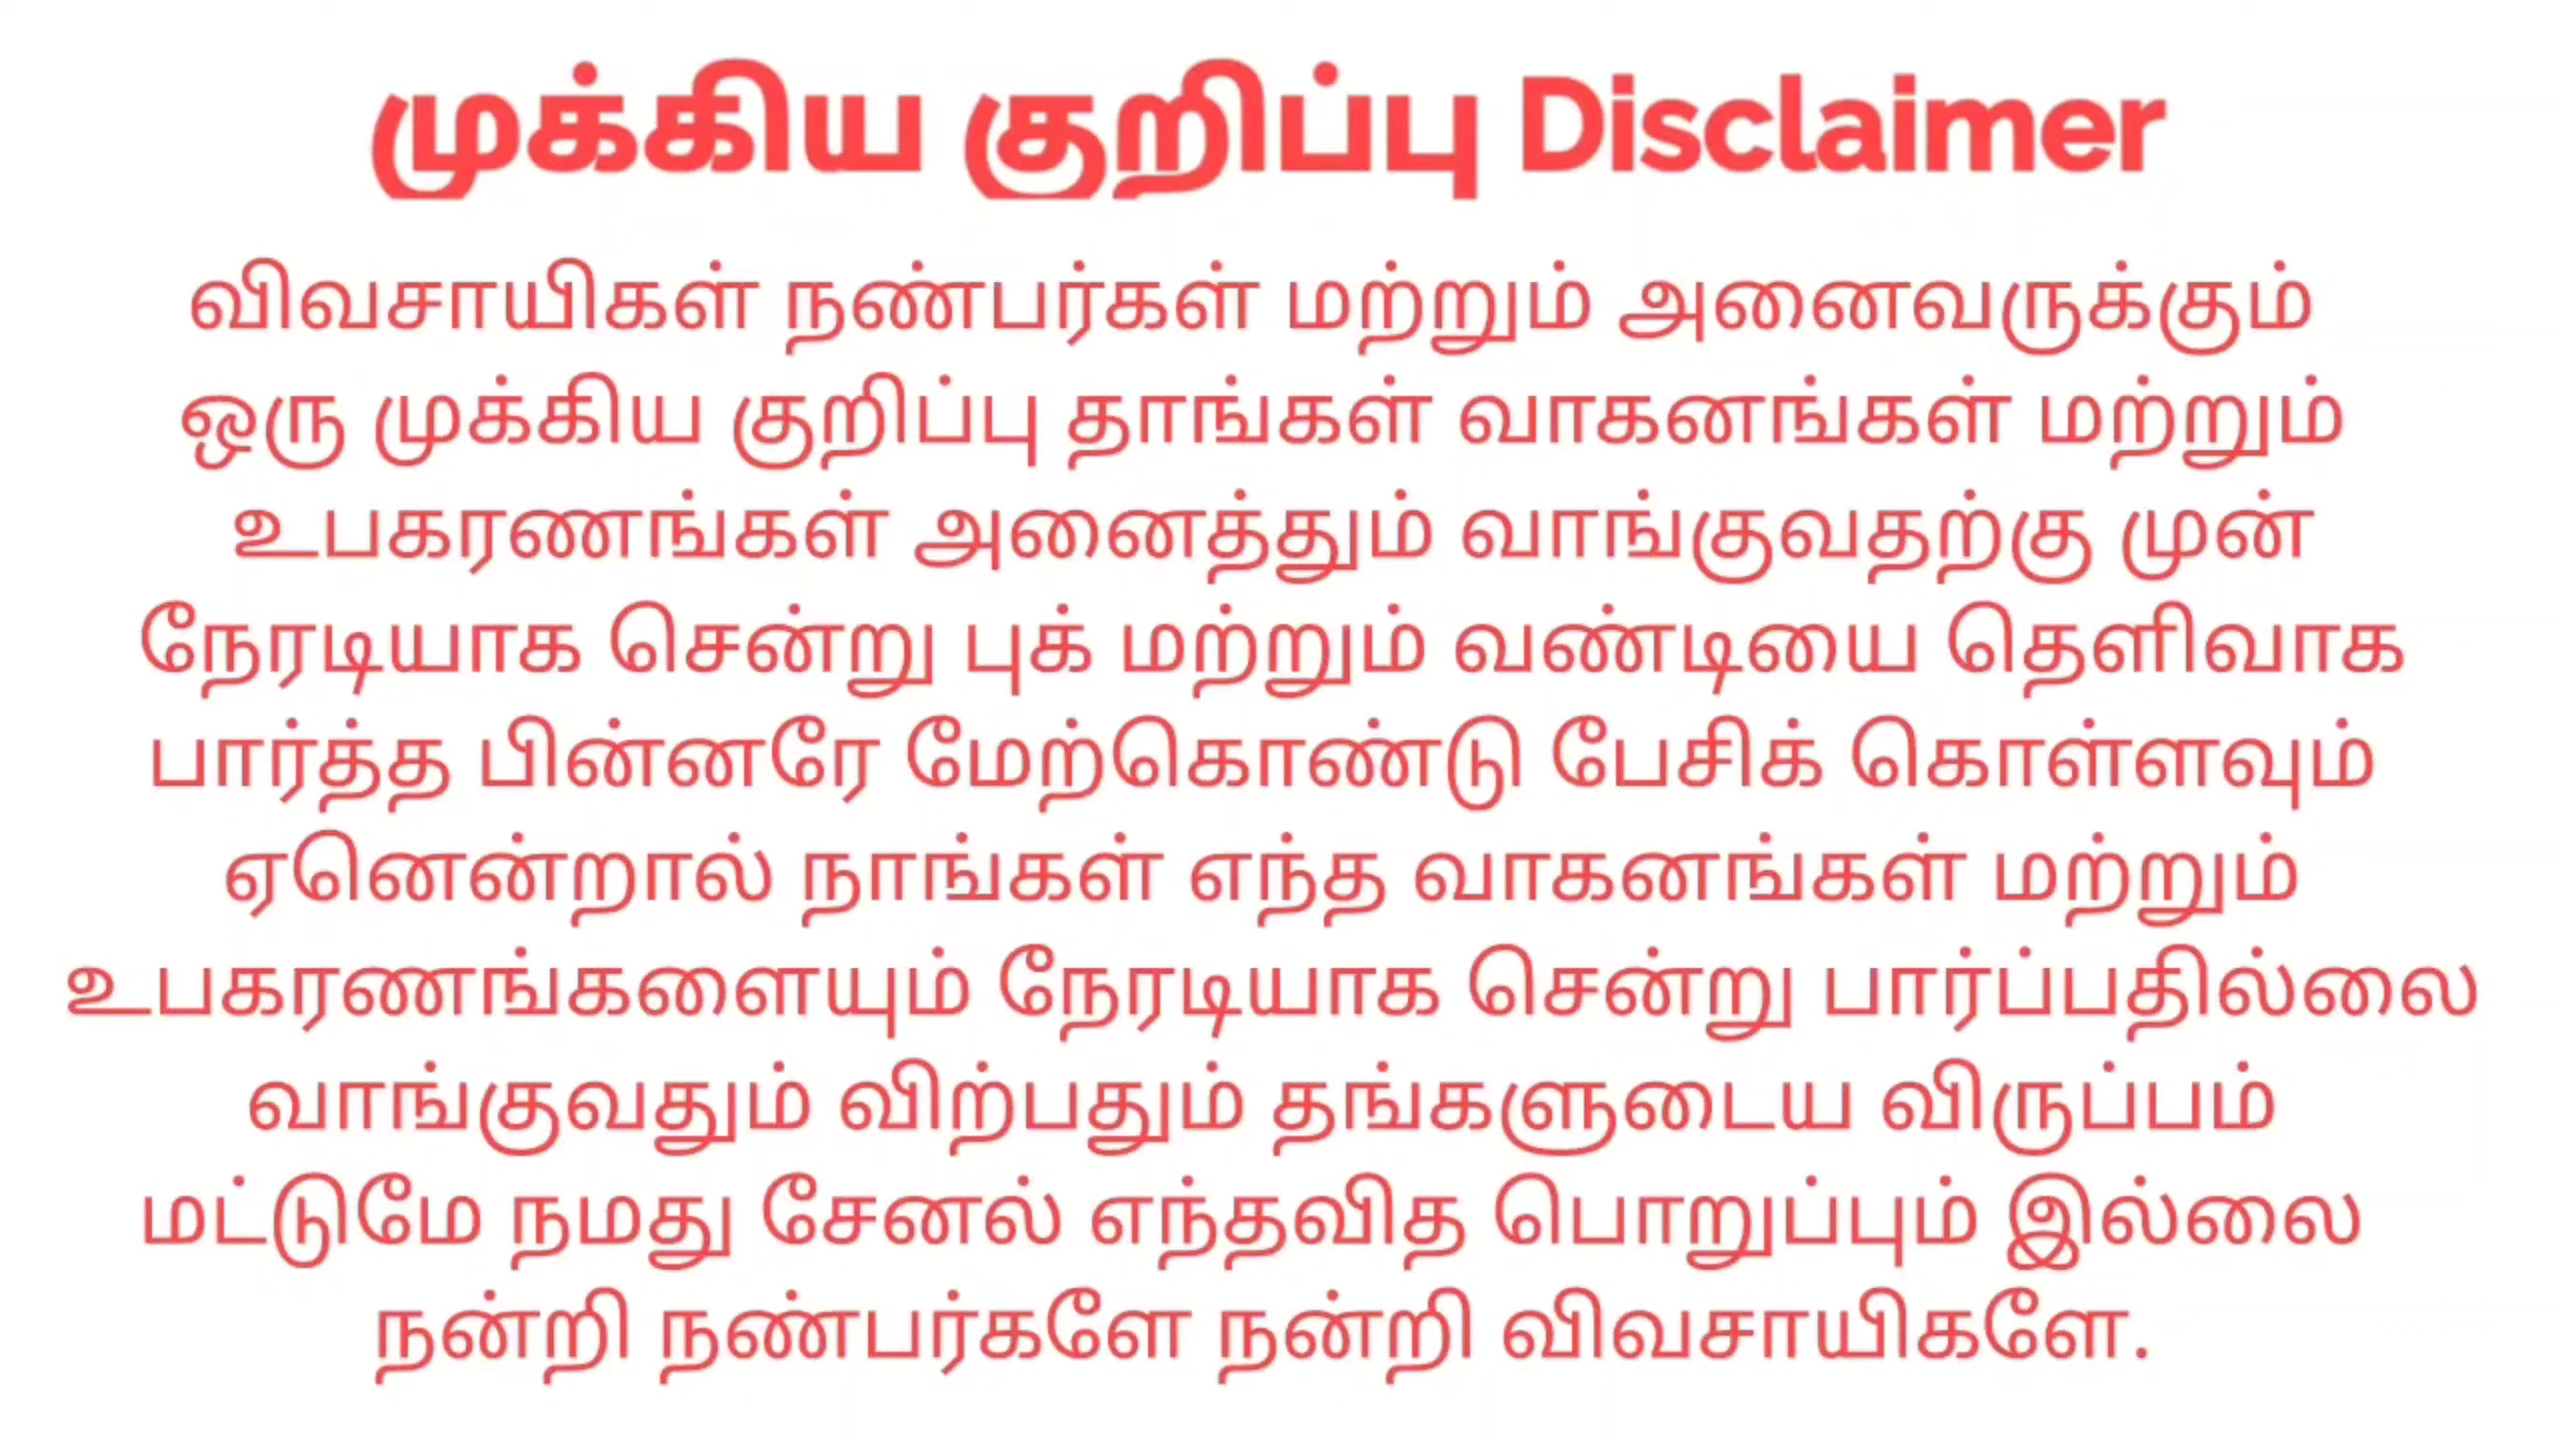 முக்கிய குறிப்பு Disclaimer
விவசாயிகள் நண்பர்கள் மற்றும் அனைவருக்கும்
ஒரு முக்கிய குறிப்பு தாங்கள் வாகனங்கள் மற்றும்
உபகரணங்கள் அனைத்தும் வாங்குவதற்கு முன்
நேரடியாக சென்று புக் மற்றும் வண்டியை தெளிவாக
பார்த்த பின்னரே மேற்கொண்டு பேசிக் கொள்ளவும்
ஏனென்றால் நாங்கள் எந்த வாகனங்கள் மற்றும்
உபகரணங்களையும் நேரடியாக சென்று பார்ப்பதில்லை
வாங்குவதும் விற்பதும் தங்களுடைய விருப்பம்
மட்டுமே நமது சேனல் எந்தவித பொறுப்பும் இல்லை
நன்றி நண்பர்களே நன்றி விவசாயிகளே.